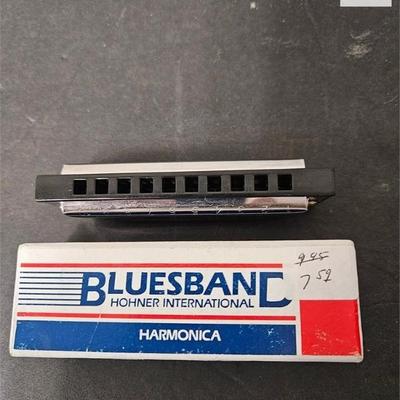 BLUESBAND
HOHNER INTERNATIONAL
HARMONICA
9 95
7 52